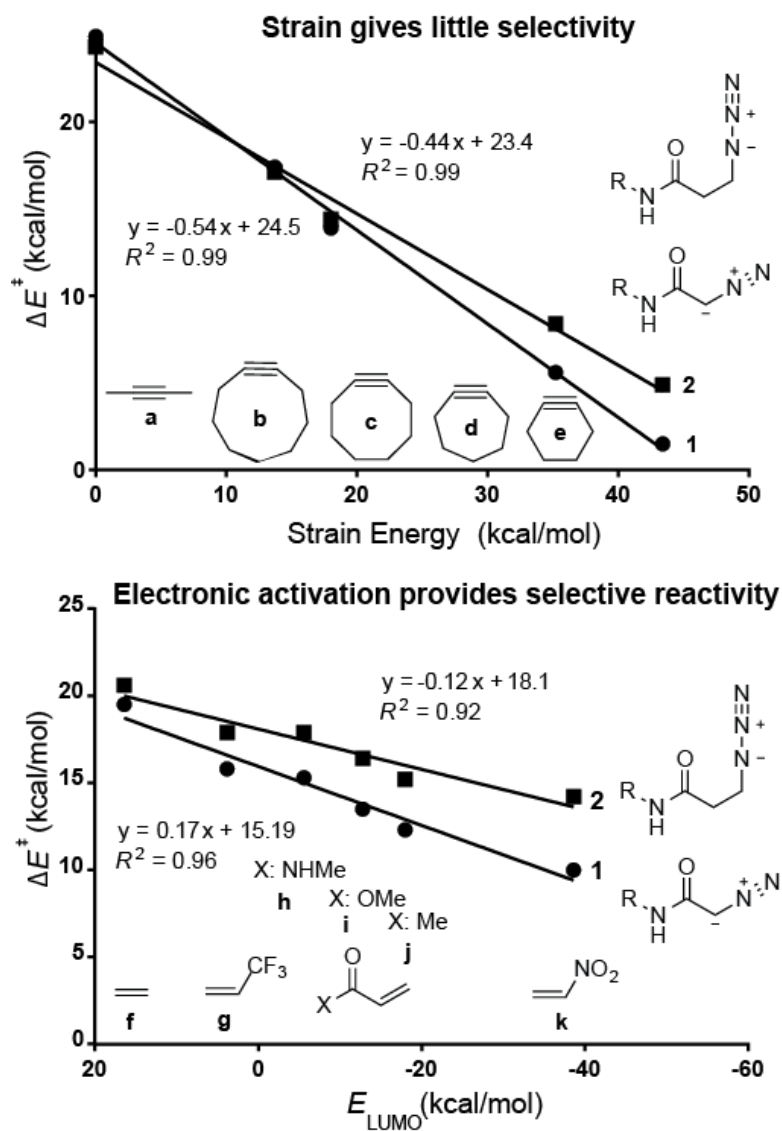 Strain gives little selectivity
ΔE‡ (kcal/mol)
20
10
0
y = -0.44x + 23.4
R² = 0.99
y = -0.54x + 24.5
R² = 0.99
N
N +
N −
O
R
N
H
O
R
N
H
−
+
N
N
2
1
a
b
c
d
e
0
10
20
30
40
50
Strain Energy (kcal/mol)
Electronic activation provides selective reactivity
ΔE‡ (kcal/mol)
25
20
15
10
5
0
y = -0.12x + 18.1
R² = 0.92
y = 0.17x + 15.19
R² = 0.96
N
N +
N −
O
R
N
H
O
R
N
H
−
+
N
N
2
1
X: NHMe
h
X: OMe
i
X: Me
j
O
X
CF₃
NO₂
f
g
k
20
0
-20
-40
-60
E LUMO (kcal/mol)